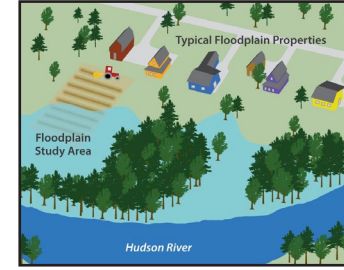 Typical Floodplain Properties
Floodplain
Study Area
Hudson River